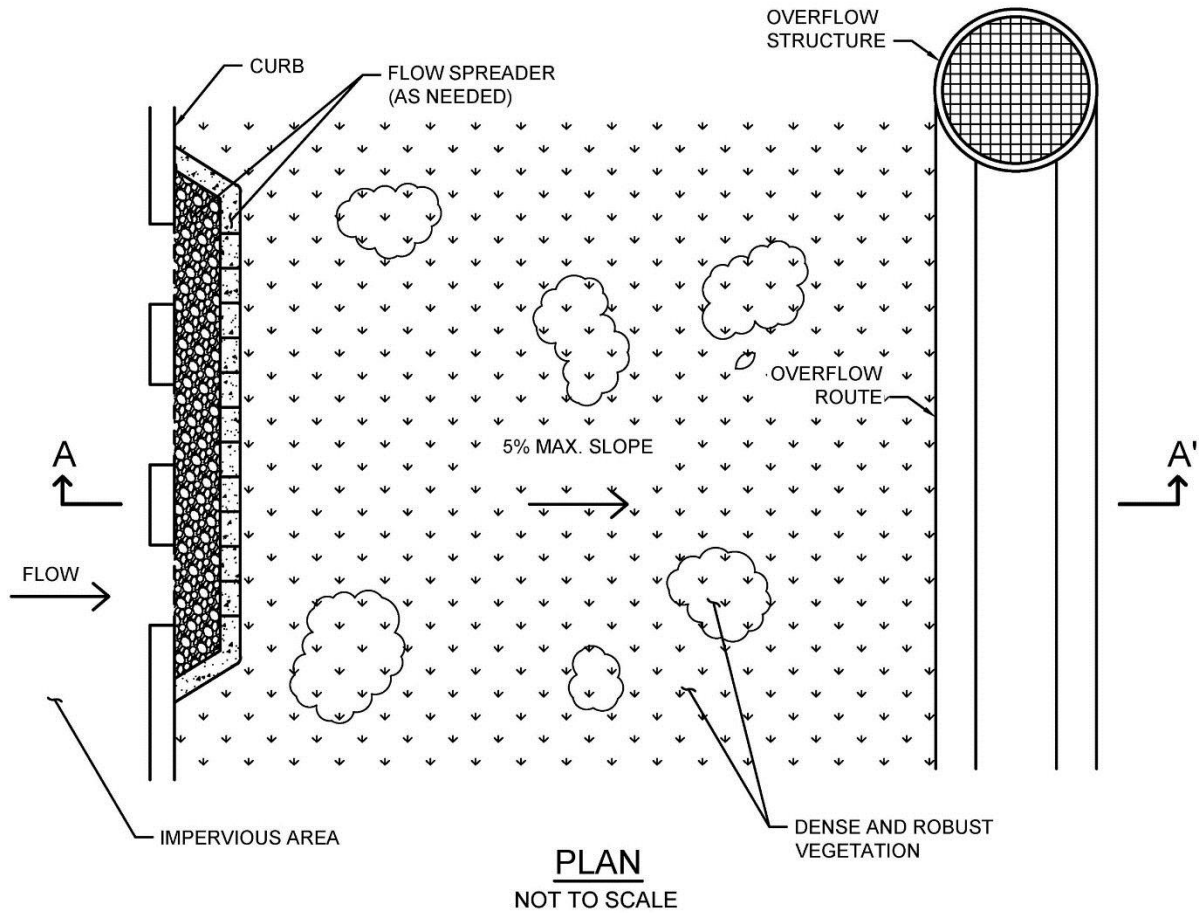 OVERFLOW
STRUCTURE
CURB
FLOW SPREADER
(AS NEEDED)
OVERFLOW
ROUTE
5% MAX. SLOPE
A
A'
FLOW
IMPERVIOUS AREA
DENSE AND ROBUST
VEGETATION
PLAN
NOT TO SCALE